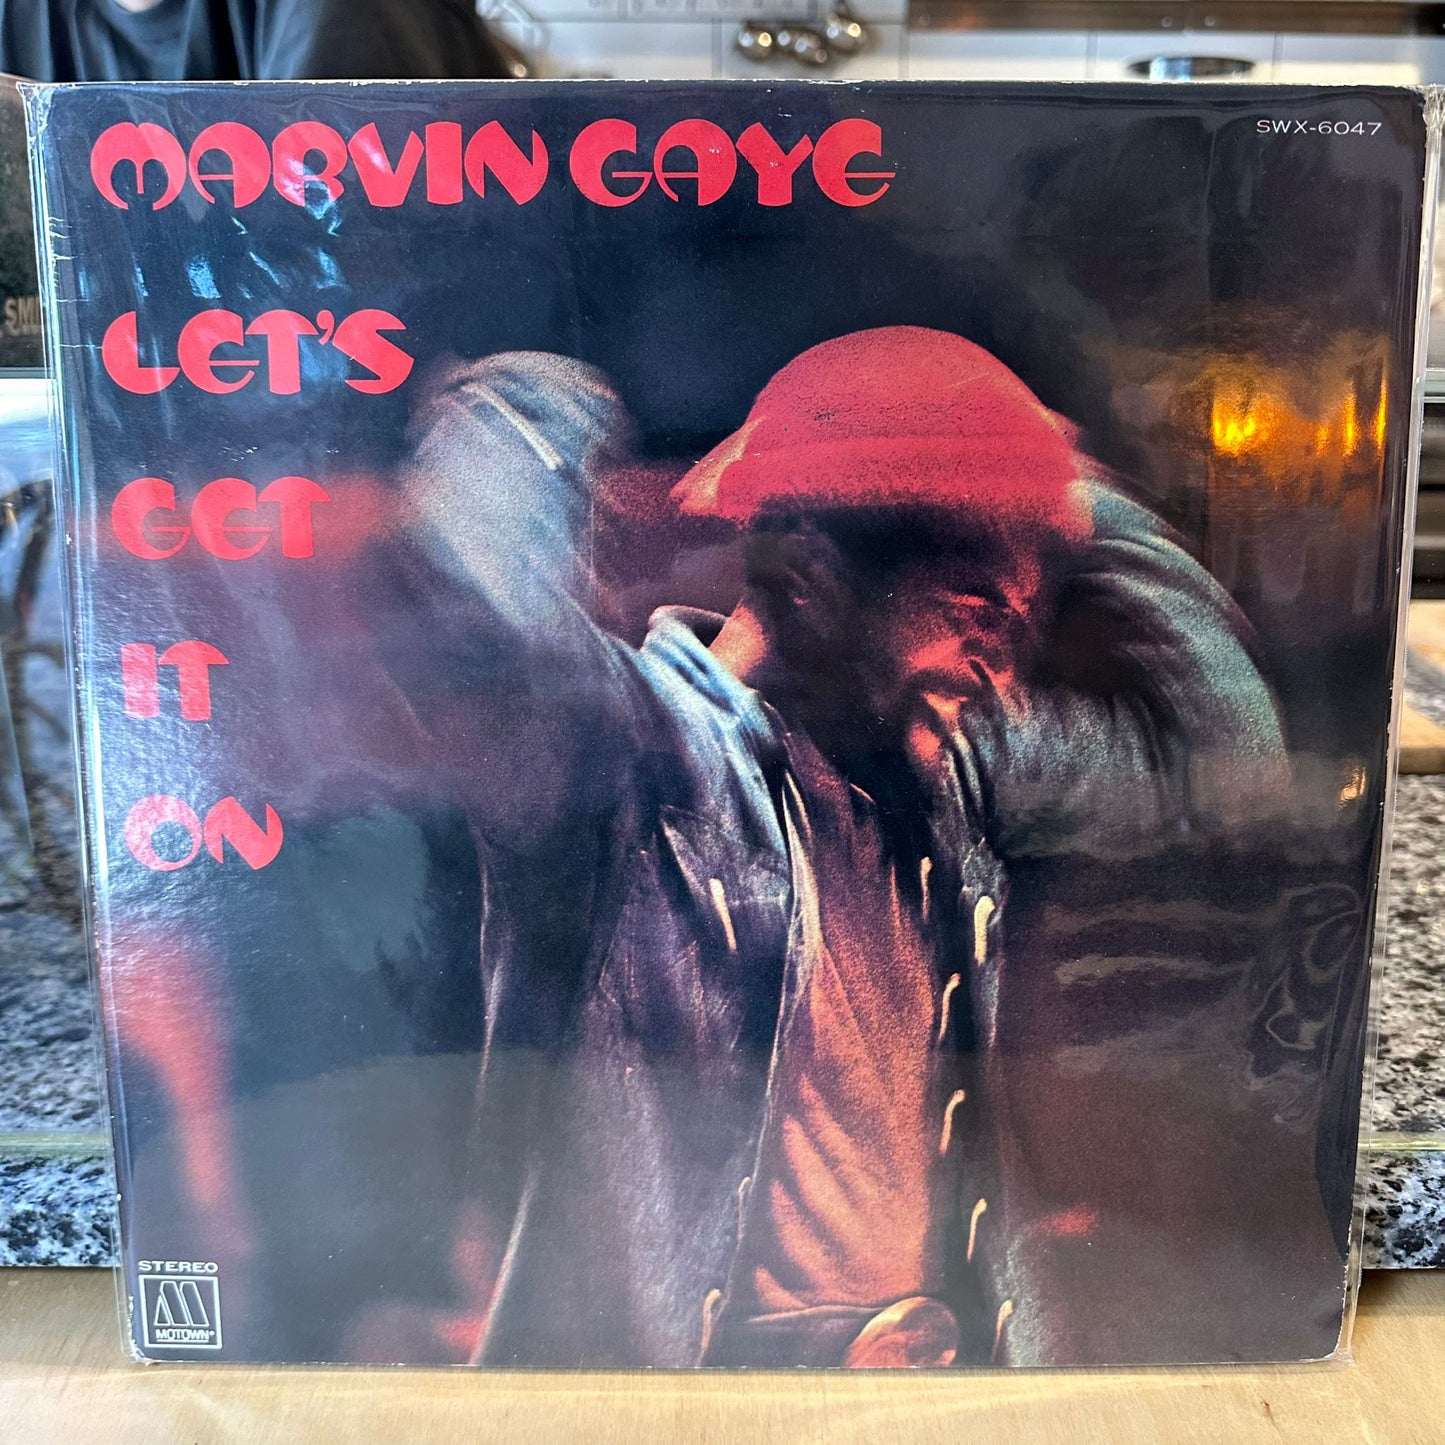 MARVIN GAYE
SWX-6047
LET'S
GET
IT
ON
STEREO
MOTOWN®